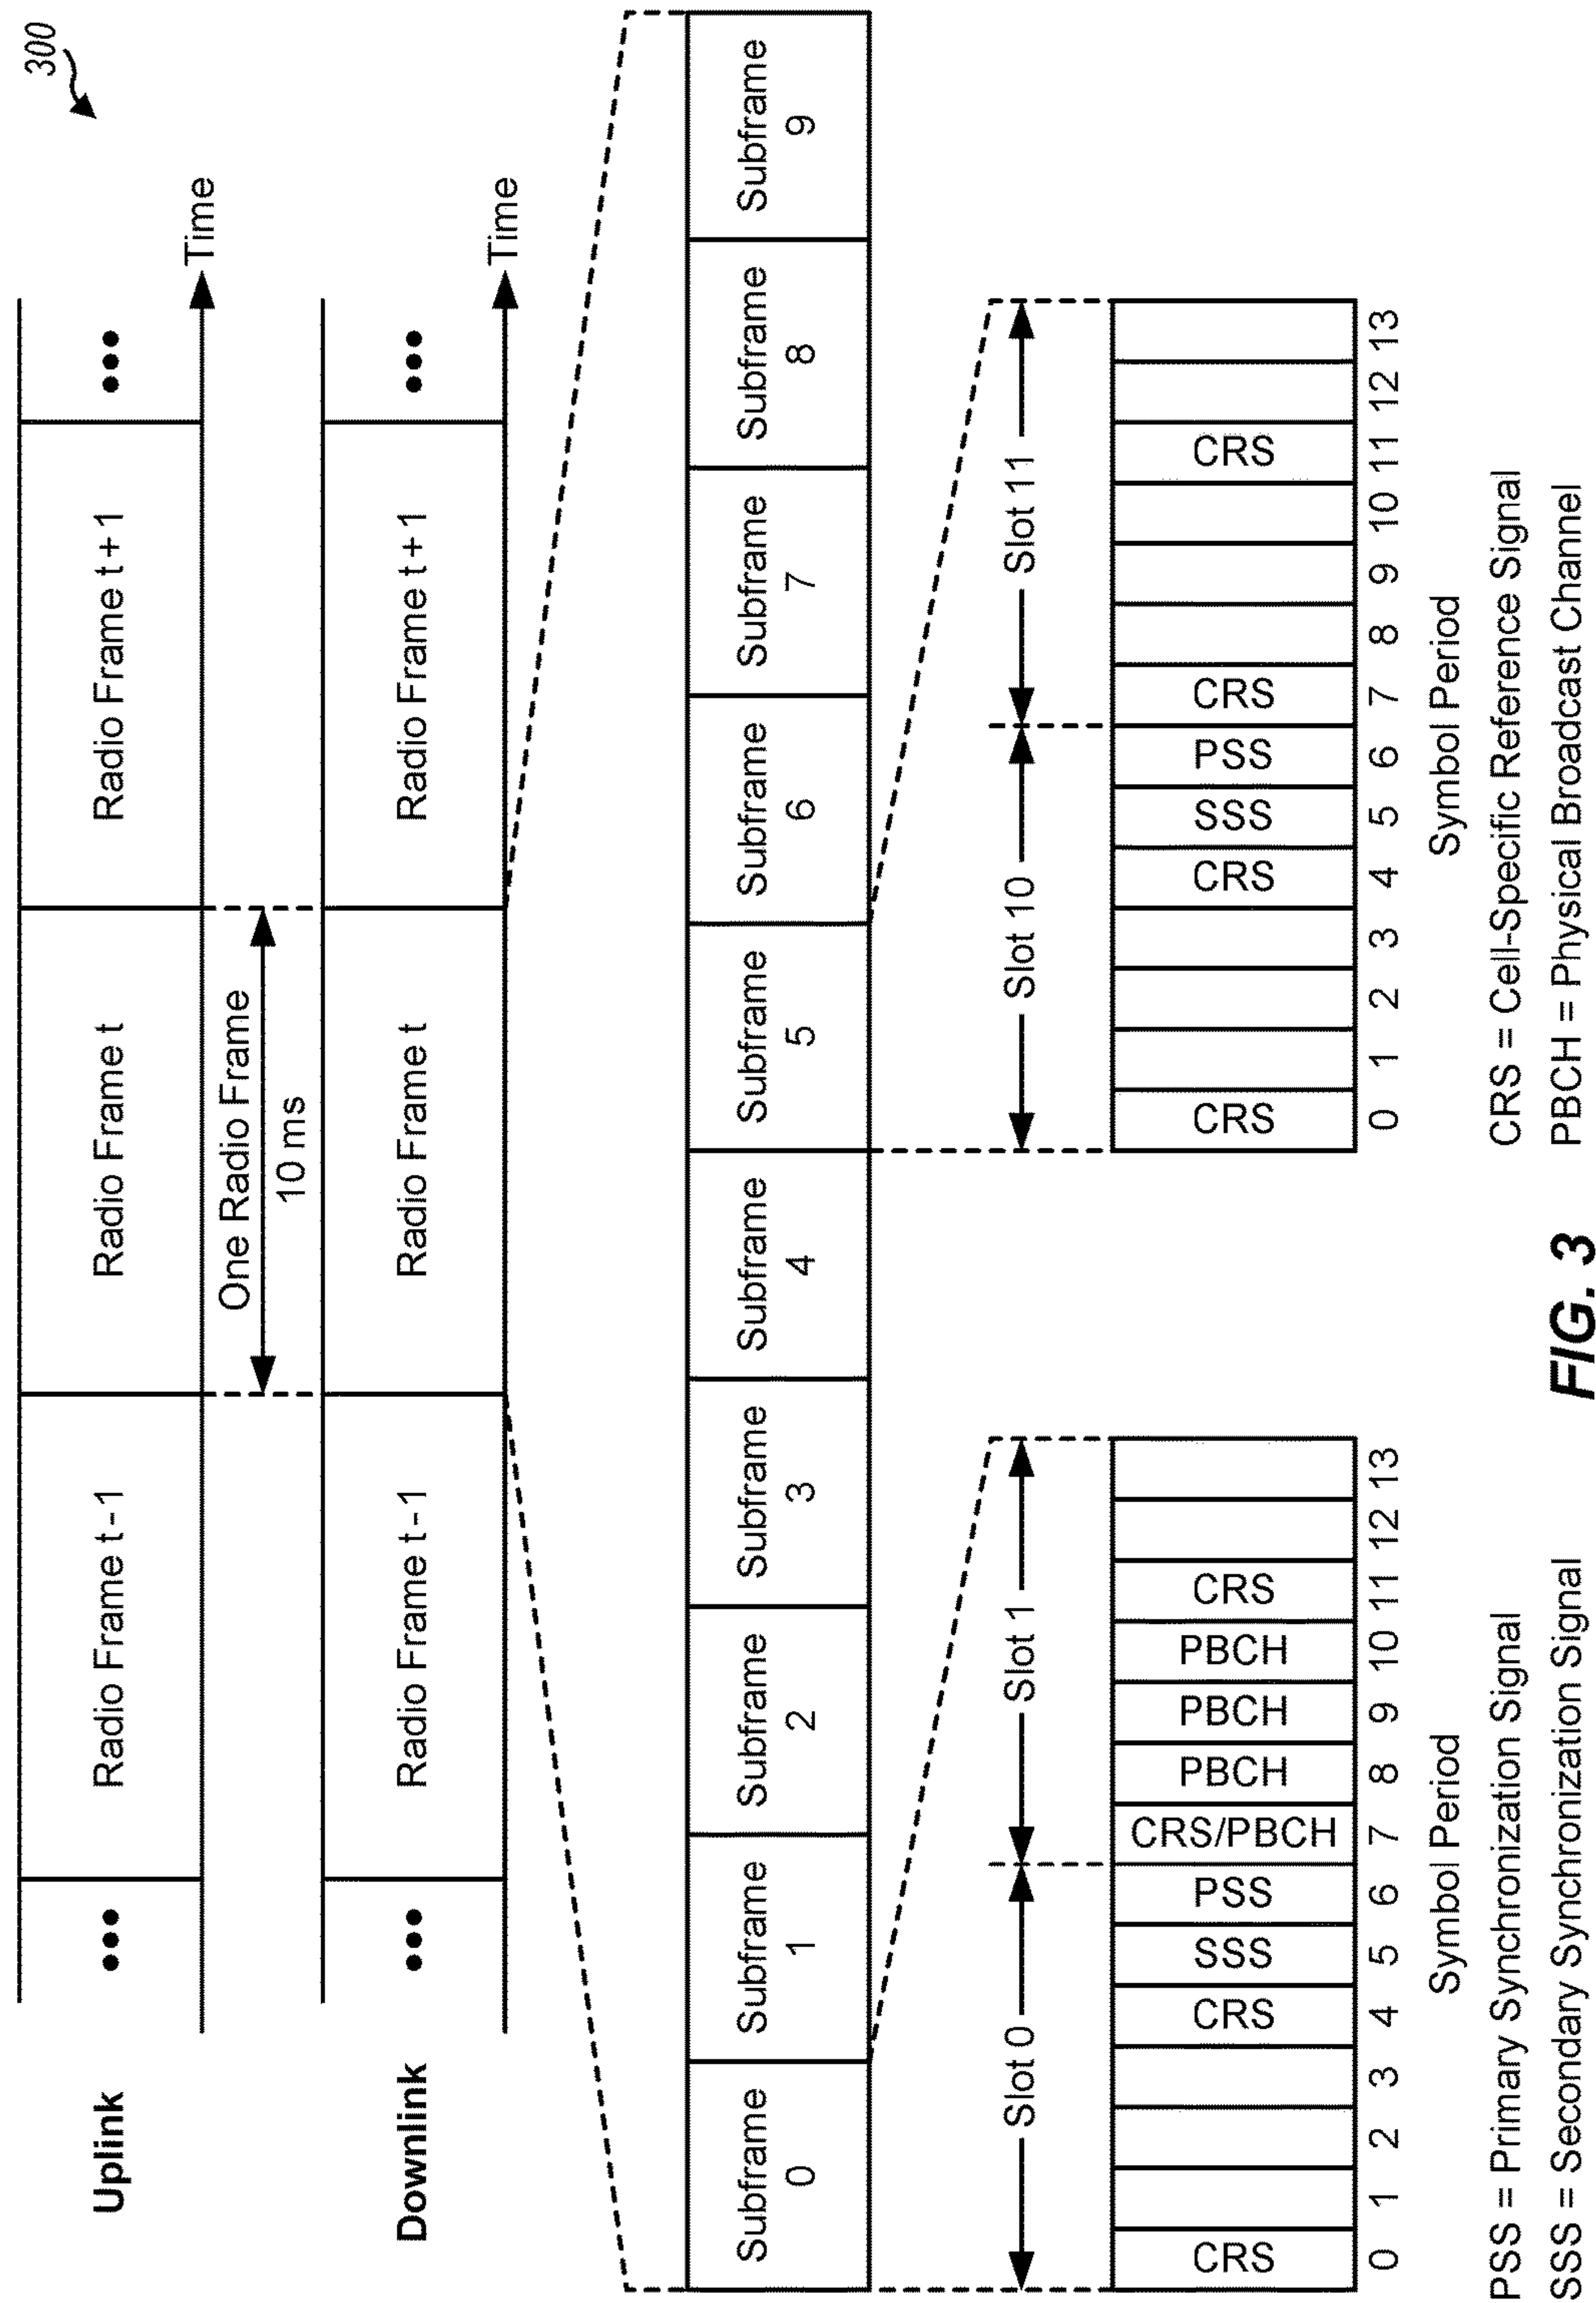 300
Uplink
••• Radio Frame t-1 Radio Frame t Radio Frame t+1 •••
Time
One Radio Frame
10 ms
Downlink
••• Radio Frame t-1 Radio Frame t Radio Frame t+1 •••
Time
Subframe Subframe Subframe Subframe Subframe Subframe Subframe Subframe Subframe Subframe
0 1 2 3 4 5 6 7 8 9
Slot 0 Slot 1 Slot 10 Slot 11
CRS CRS SSS PSS CRS/PBCH PBCH PBCH PBCH CRS
0 1 2 3 4 5 6 7 8 9 10 11 12 13
Symbol Period
CRS CRS SSS PSS CRS CRS
0 1 2 3 4 5 6 7 8 9 10 11 12 13
Symbol Period
PSS = Primary Synchronization Signal
SSS = Secondary Synchronization Signal
CRS = Cell-Specific Reference Signal
PBCH = Physical Broadcast Channel
FIG. 3